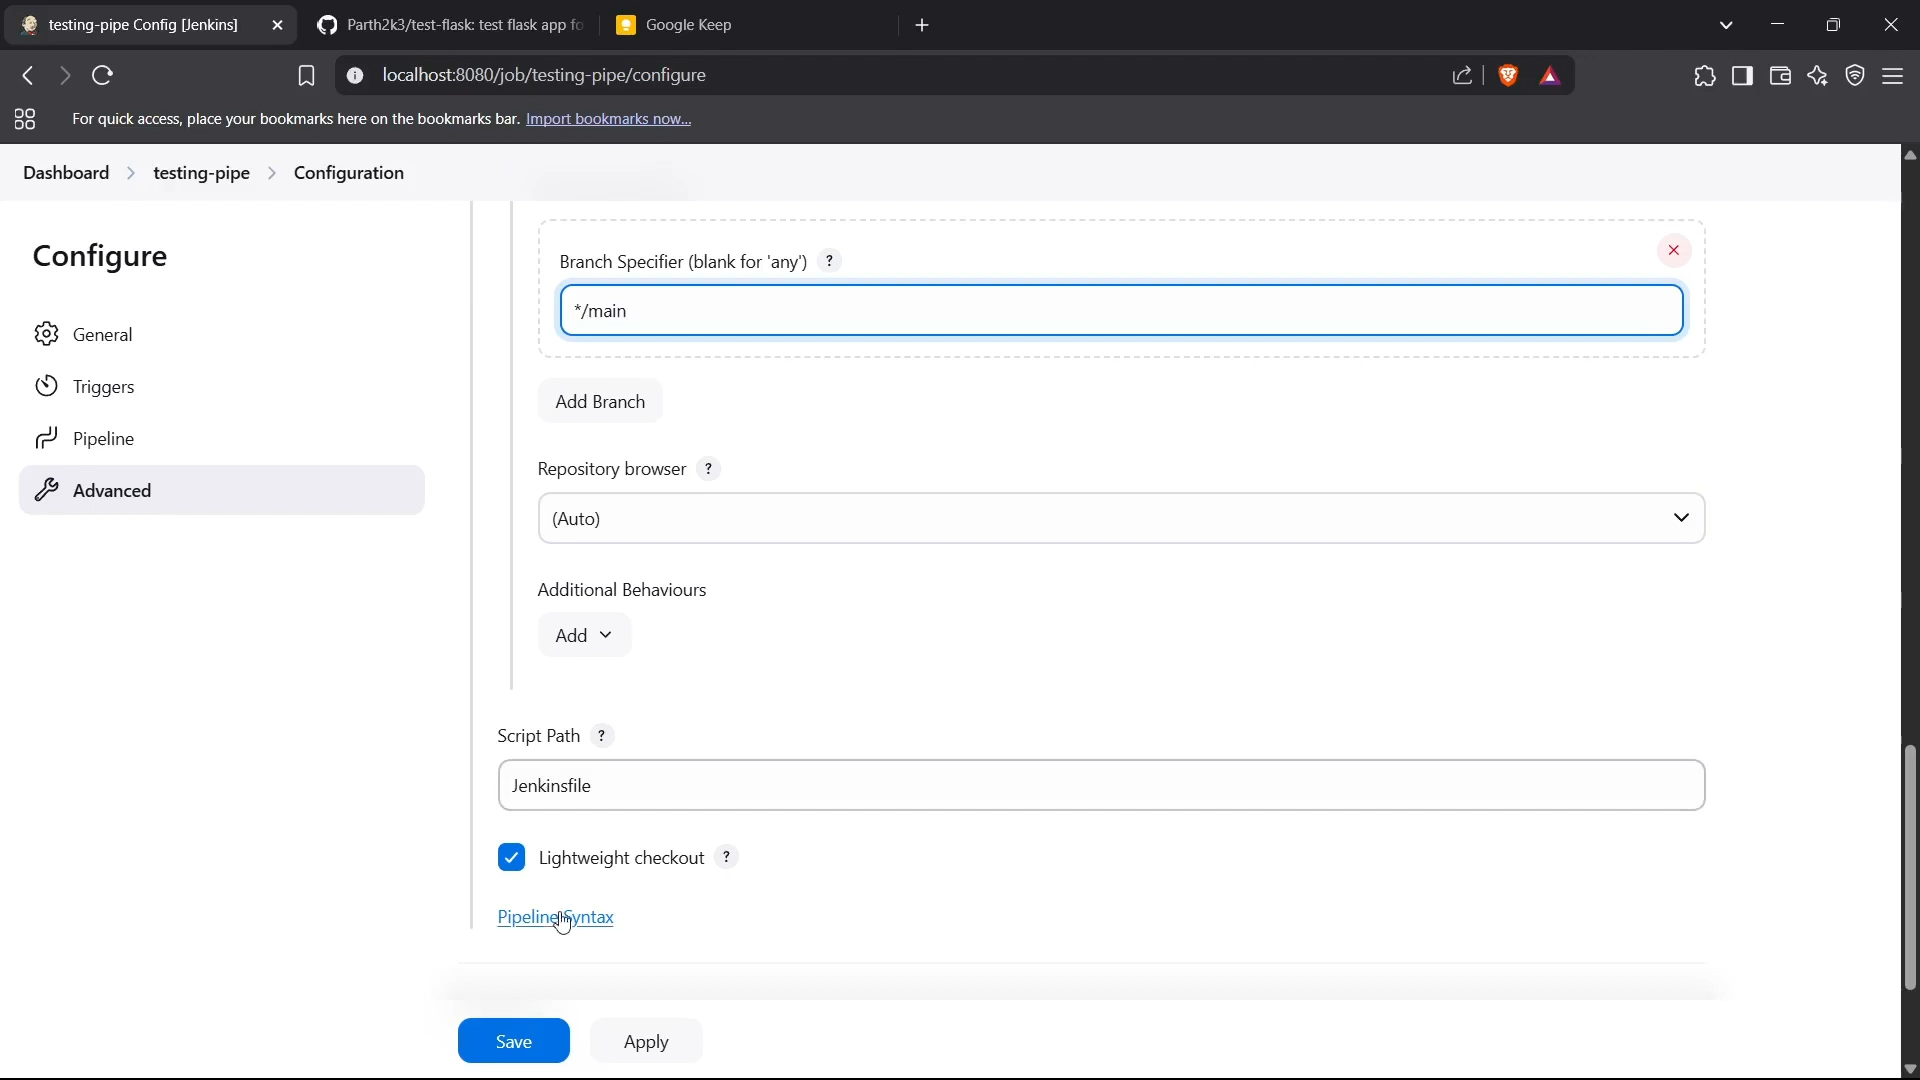 testing-pipe Config [Jenkins]
Parth2k3/test-flask: test flask app fo
Google Keep
localhost:8080/job/testing-pipe/configure
For quick access, place your bookmarks here on the bookmarks bar. Import bookmarks now...
Dashboard > testing-pipe > Configuration
Configure
General
Triggers
Pipeline
Advanced
Branch Specifier (blank for 'any') ?
*/main
Add Branch
Repository browser ?
(Auto)
Additional Behaviours
Add
Script Path ?
Jenkinsfile
Lightweight checkout ?
Pipeline Syntax
Save
Apply